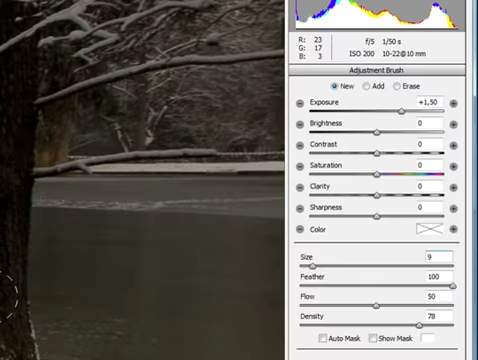 R: 23
G: 17
B: 3
f/5 1/50 s
ISO 200 10-22@10 mm
Adjustment Brush
New Add Erase
Exposure +1,50
Brightness 0
Contrast 0
Saturation 0
Clarity 0
Sharpness 0
Color
Size 9
Feather 100
Flow 50
Density 78
Auto Mask Show Mask